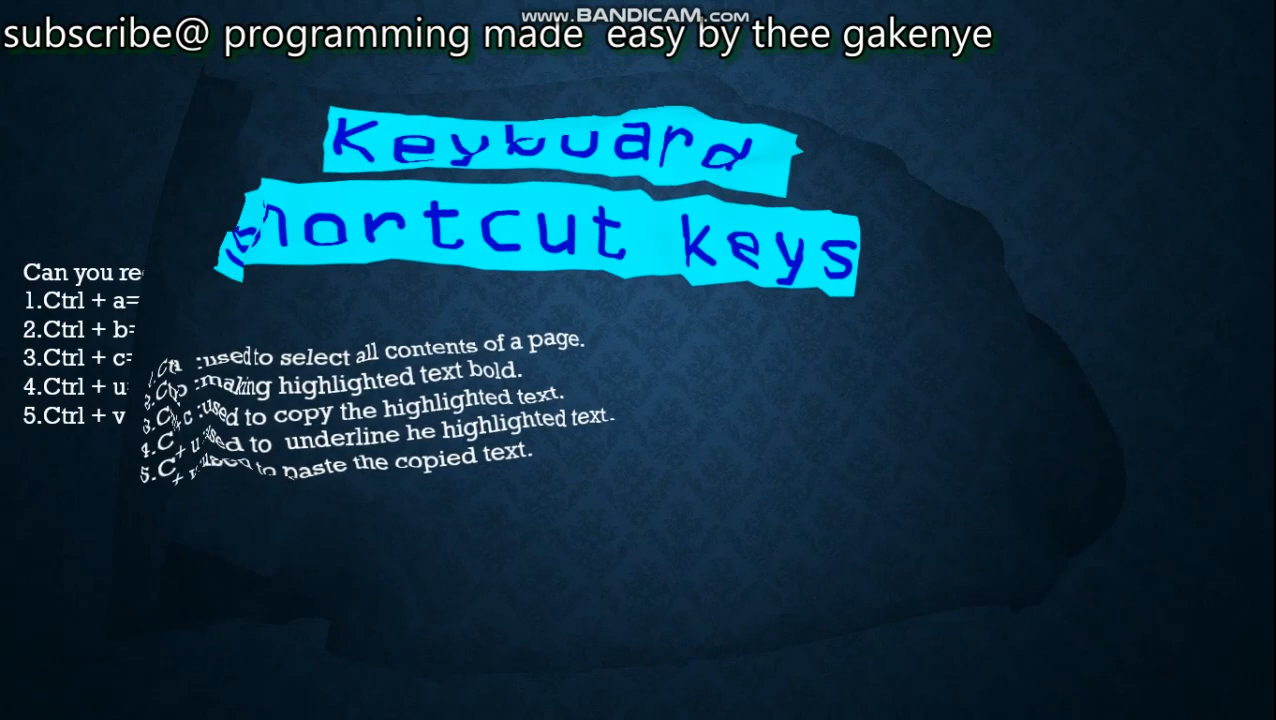 www.BANDICAM.com
subscribe@ programming made easy by thee gakenye
Keyboard
shortcut keys
Can you
1.Ctrl + a=
2.Ctrl + b=
3.Ctrl + c=
4.Ctrl + u
5.Ctrl + v
:used to select all contents of a page.
:making highlighted text bold.
:used to copy the highlighted text.
used to underline he highlighted text.
to paste the copied text.